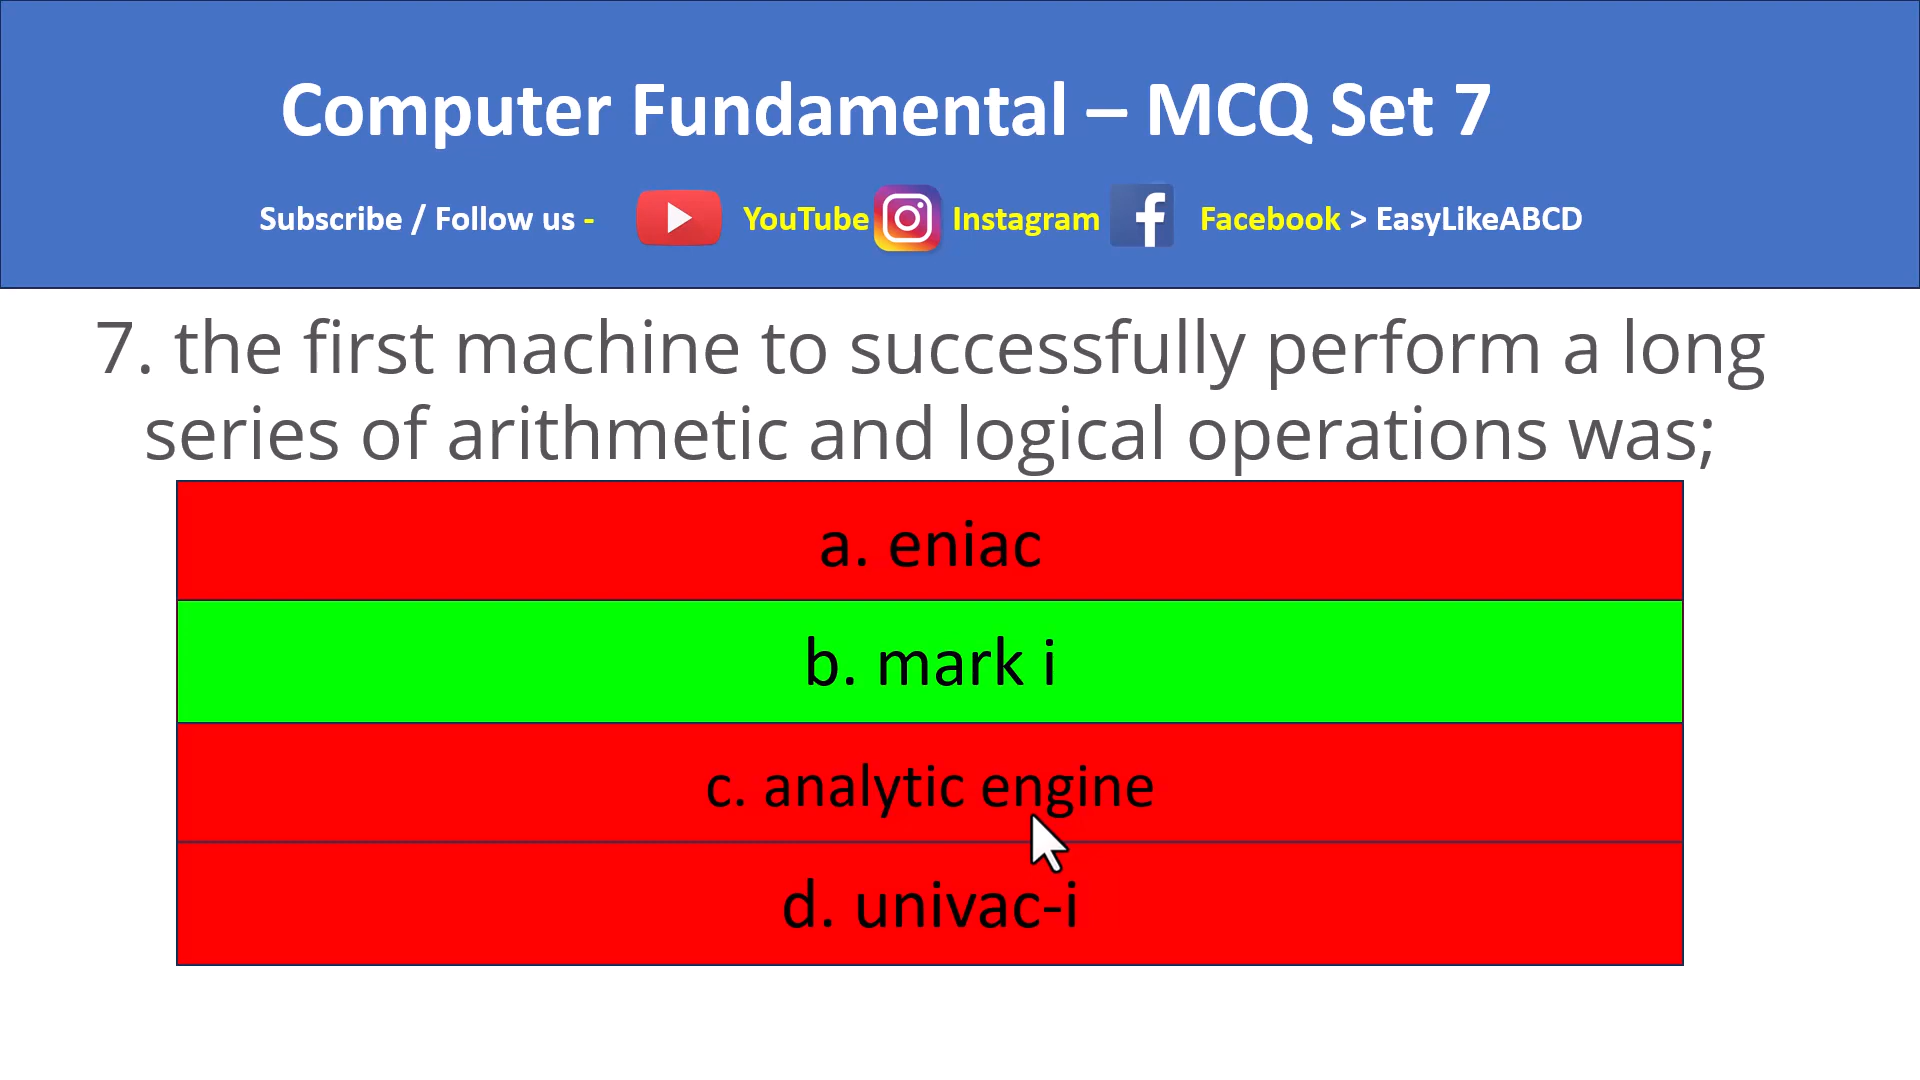 Computer Fundamental – MCQ Set 7
Subscribe / Follow us - YouTube Instagram Facebook > EasyLikeABCD
7. the first machine to successfully perform a long
series of arithmetic and logical operations was;
a. eniac
b. mark i
c. analytic engine
d. univac-i